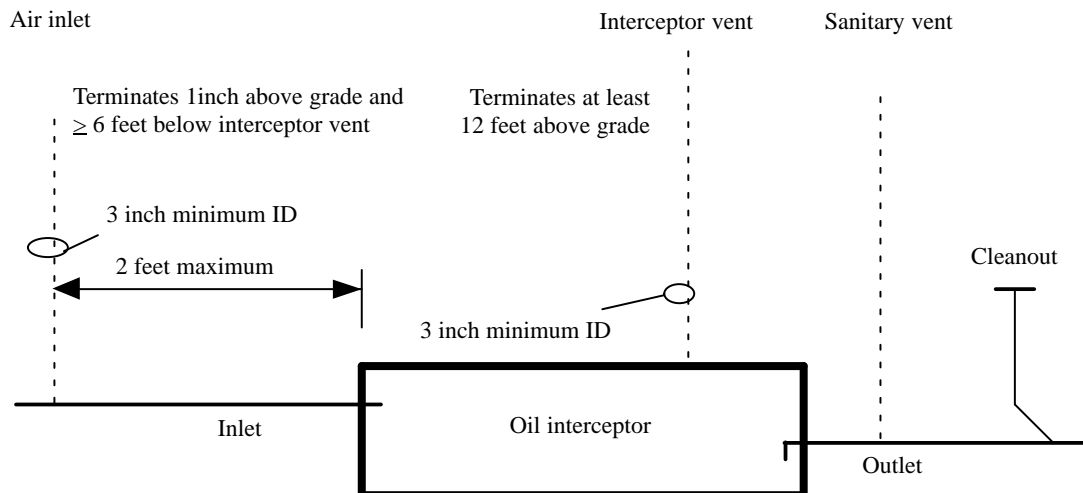 Air inlet
Interceptor vent
Sanitary vent
Terminates 1inch above grade and
≥ 6 feet below interceptor vent
Terminates at least
12 feet above grade
3 inch minimum ID
2 feet maximum
Cleanout
3 inch minimum ID
Inlet
Oil interceptor
Outlet